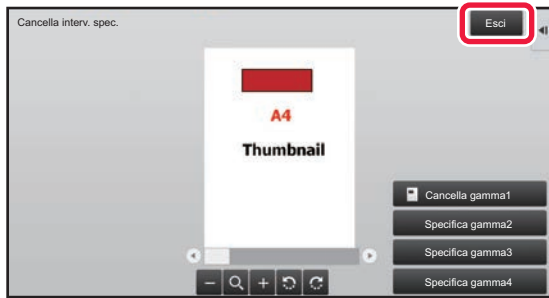 Cancella interv. spec.
Esci
A4
Thumbnail
Cancella gamma1
Specifica gamma2
Specifica gamma3
Specifica gamma4